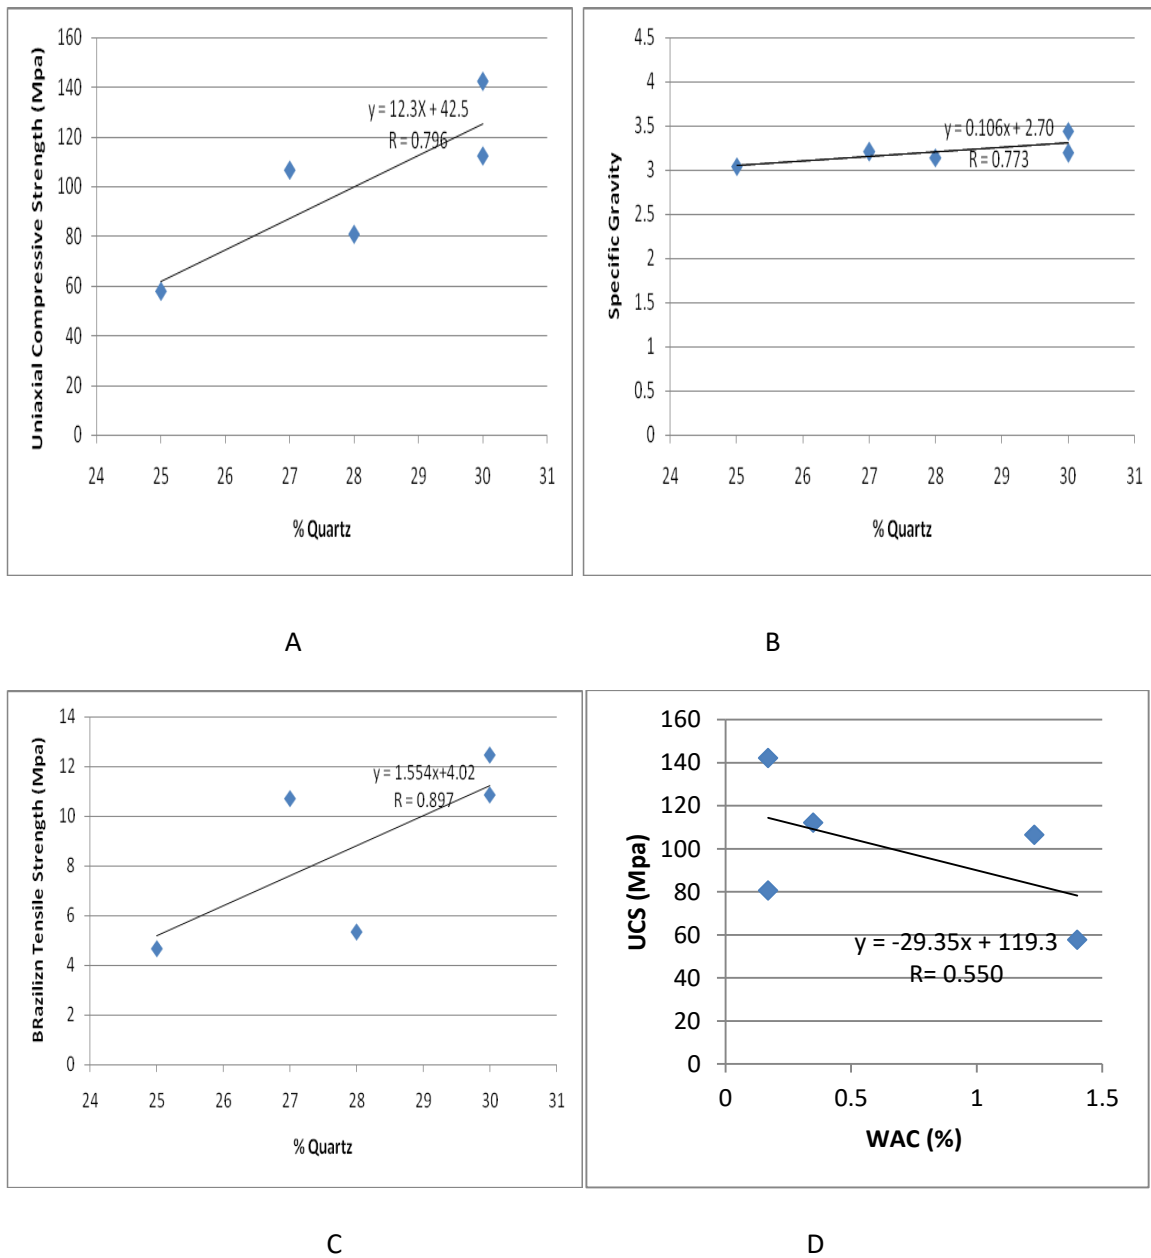 Uniaxial Compressive Strength (Mpa)
160
140
120
100
80
60
40
20
0
y = 12.3X + 42.5
R = 0.796
24 25 26 27 28 29 30 31
% Quartz
A
Specific Gravity
4.5
4
3.5
3
2.5
2
1.5
1
0.5
0
y = 0.106x + 2.70
R = 0.773
24 25 26 27 28 29 30 31
% Quartz
B
BRazilizn Tensile Strength (Mpa)
14
12
10
8
6
4
2
0
y = 1.554x+4.02
R = 0.897
24 25 26 27 28 29 30 31
% Quartz
C
UCS (Mpa)
160
140
120
100
80
60
40
20
0
y = -29.35x + 119.3
R= 0.550
0 0.5 1 1.5
WAC (%)
D